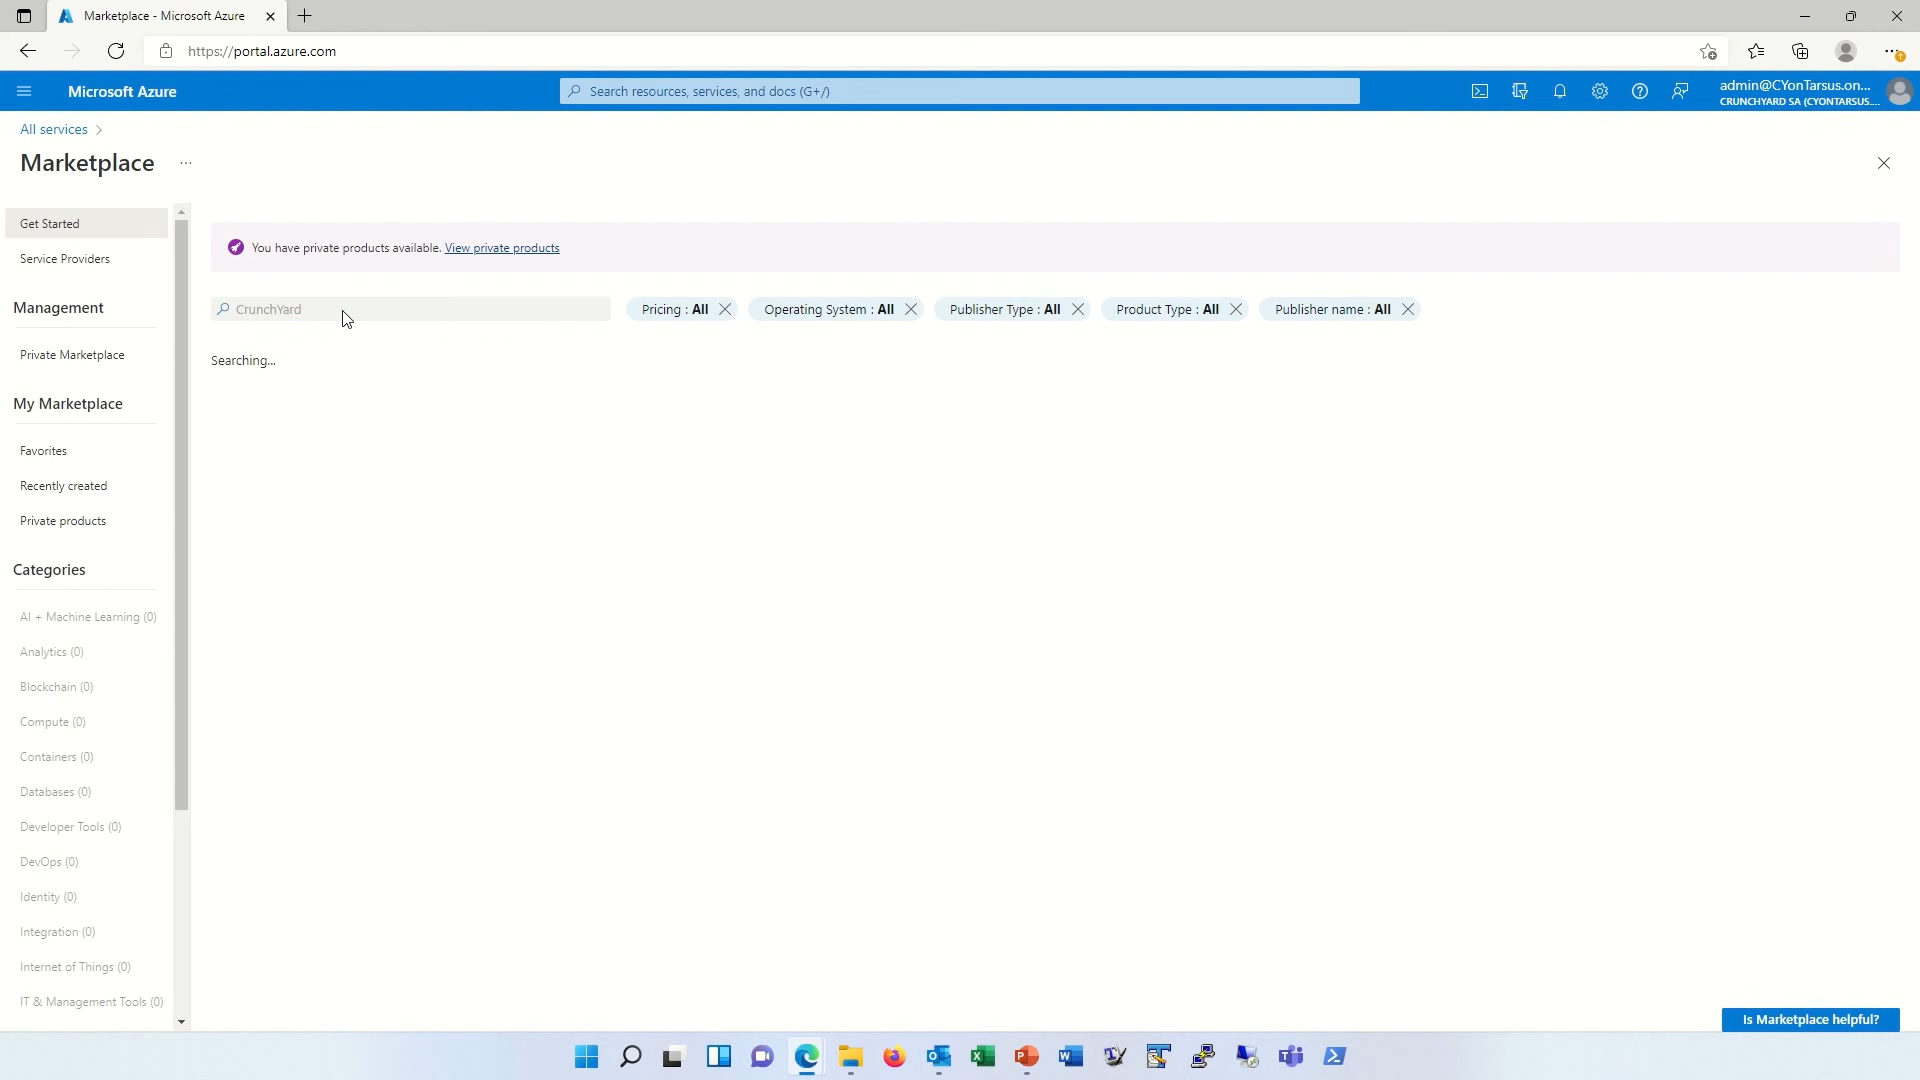 Marketplace - Microsoft Azure
https://portal.azure.com
Microsoft Azure
Search resources, services, and docs (G+/)
admin@CYonTarsus.on...
CRUNCHYARD SA (CYONTARSUS....
All services
Marketplace
Get Started
Service Providers
Management
Private Marketplace
My Marketplace
Favorites
Recently created
Private products
Categories
AI + Machine Learning (0)
Analytics (0)
Blockchain (0)
Compute (0)
Containers (0)
Databases (0)
Developer Tools (0)
DevOps (0)
Identity (0)
Integration (0)
Internet of Things (0)
IT & Management Tools (0)
You have private products available. View private products
CrunchYard
Pricing : All
Operating System : All
Publisher Type : All
Product Type : All
Publisher name : All
Searching...
Is Marketplace helpful?